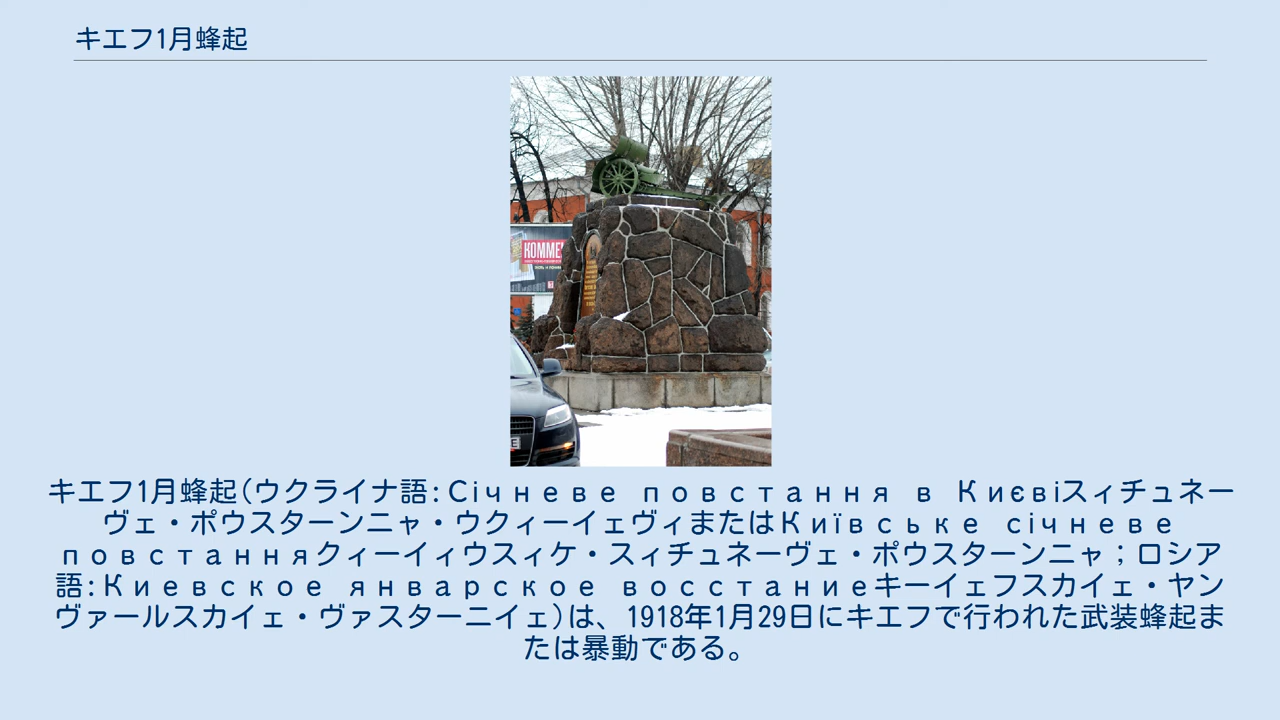 キエフ1月蜂起
КОММЕ
キエフ1月蜂起(ウクライナ語:Січневе повстання в Києвіスィチュネー
ヴェ・ポウスターンニャ・ウクィーイェヴィまたはКиївське січневе
повстанняクィーイィウスィケ・スィチュネーヴェ・ポウスターンニャ；ロシア
語:Киевское январское восстаниеキーイェフスカイェ・ヤン
ヴァールスカイェ・ヴァスターニイェ)は、1918年1月29日にキエフで行われた武装蜂起ま
たは暴動である。